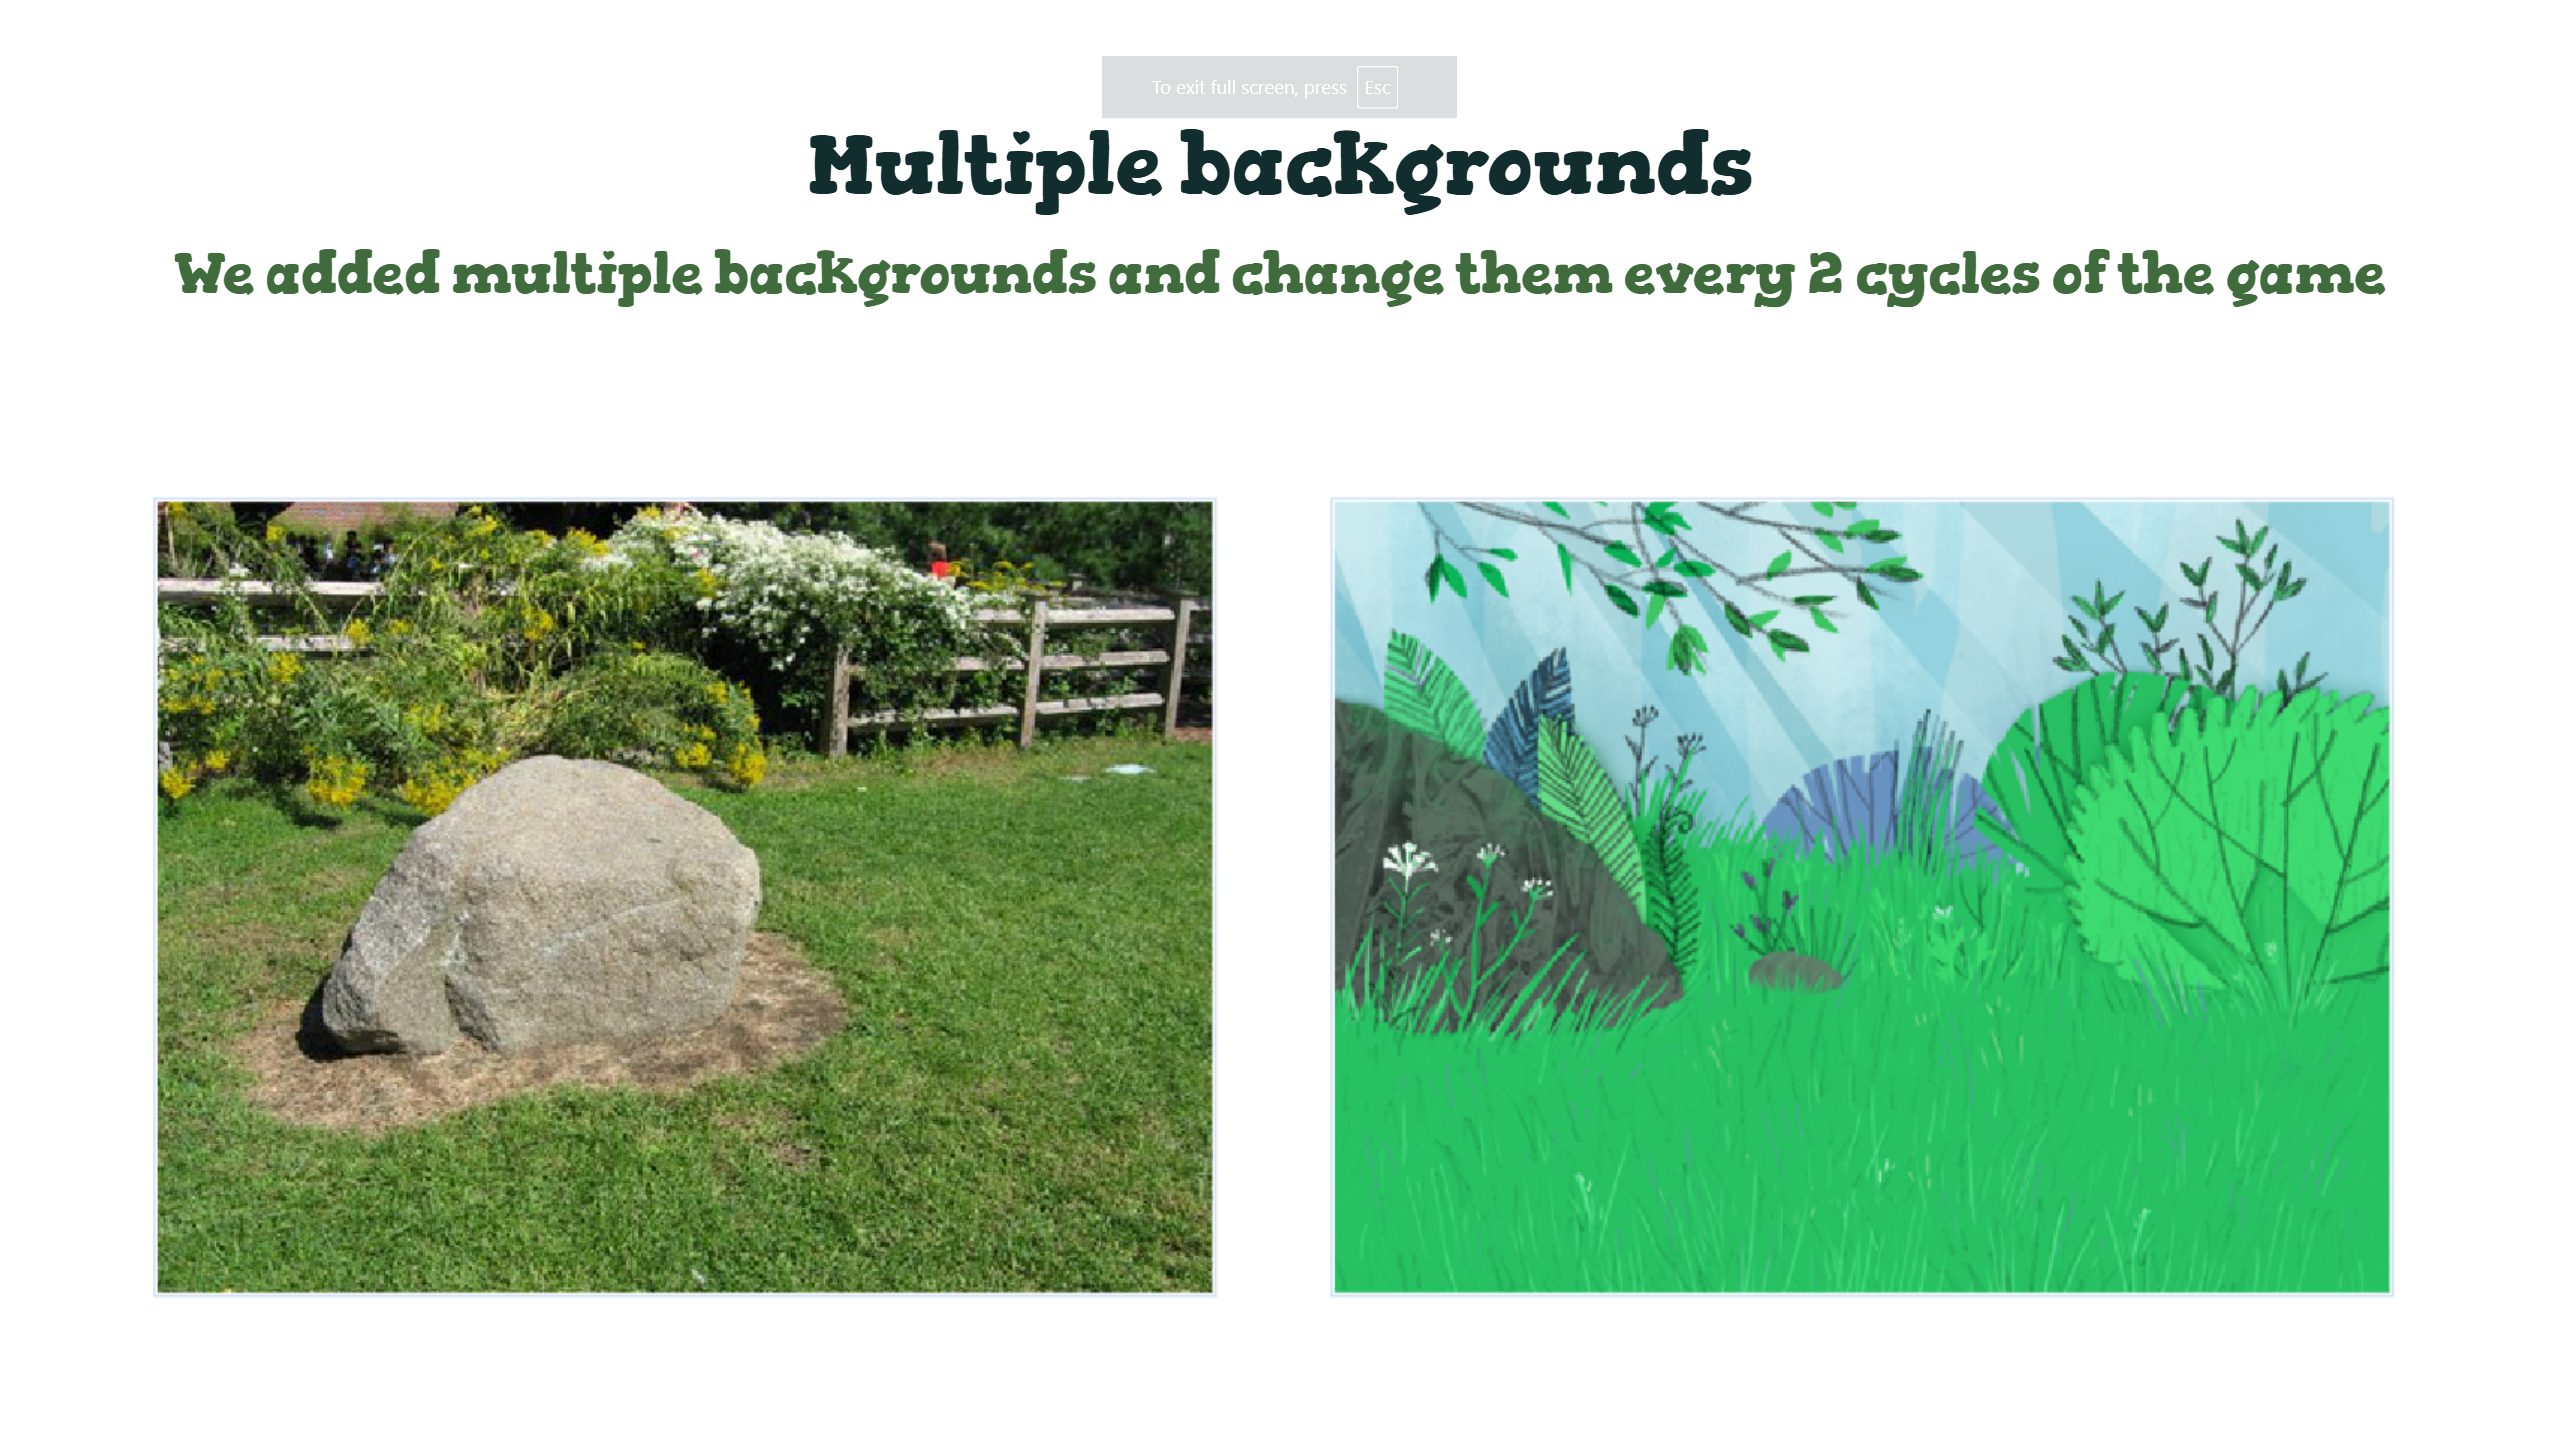 To exit full screen, press Esc
Multiple backgrounds
We added multiple backgrounds and change them every 2 cycles of the game